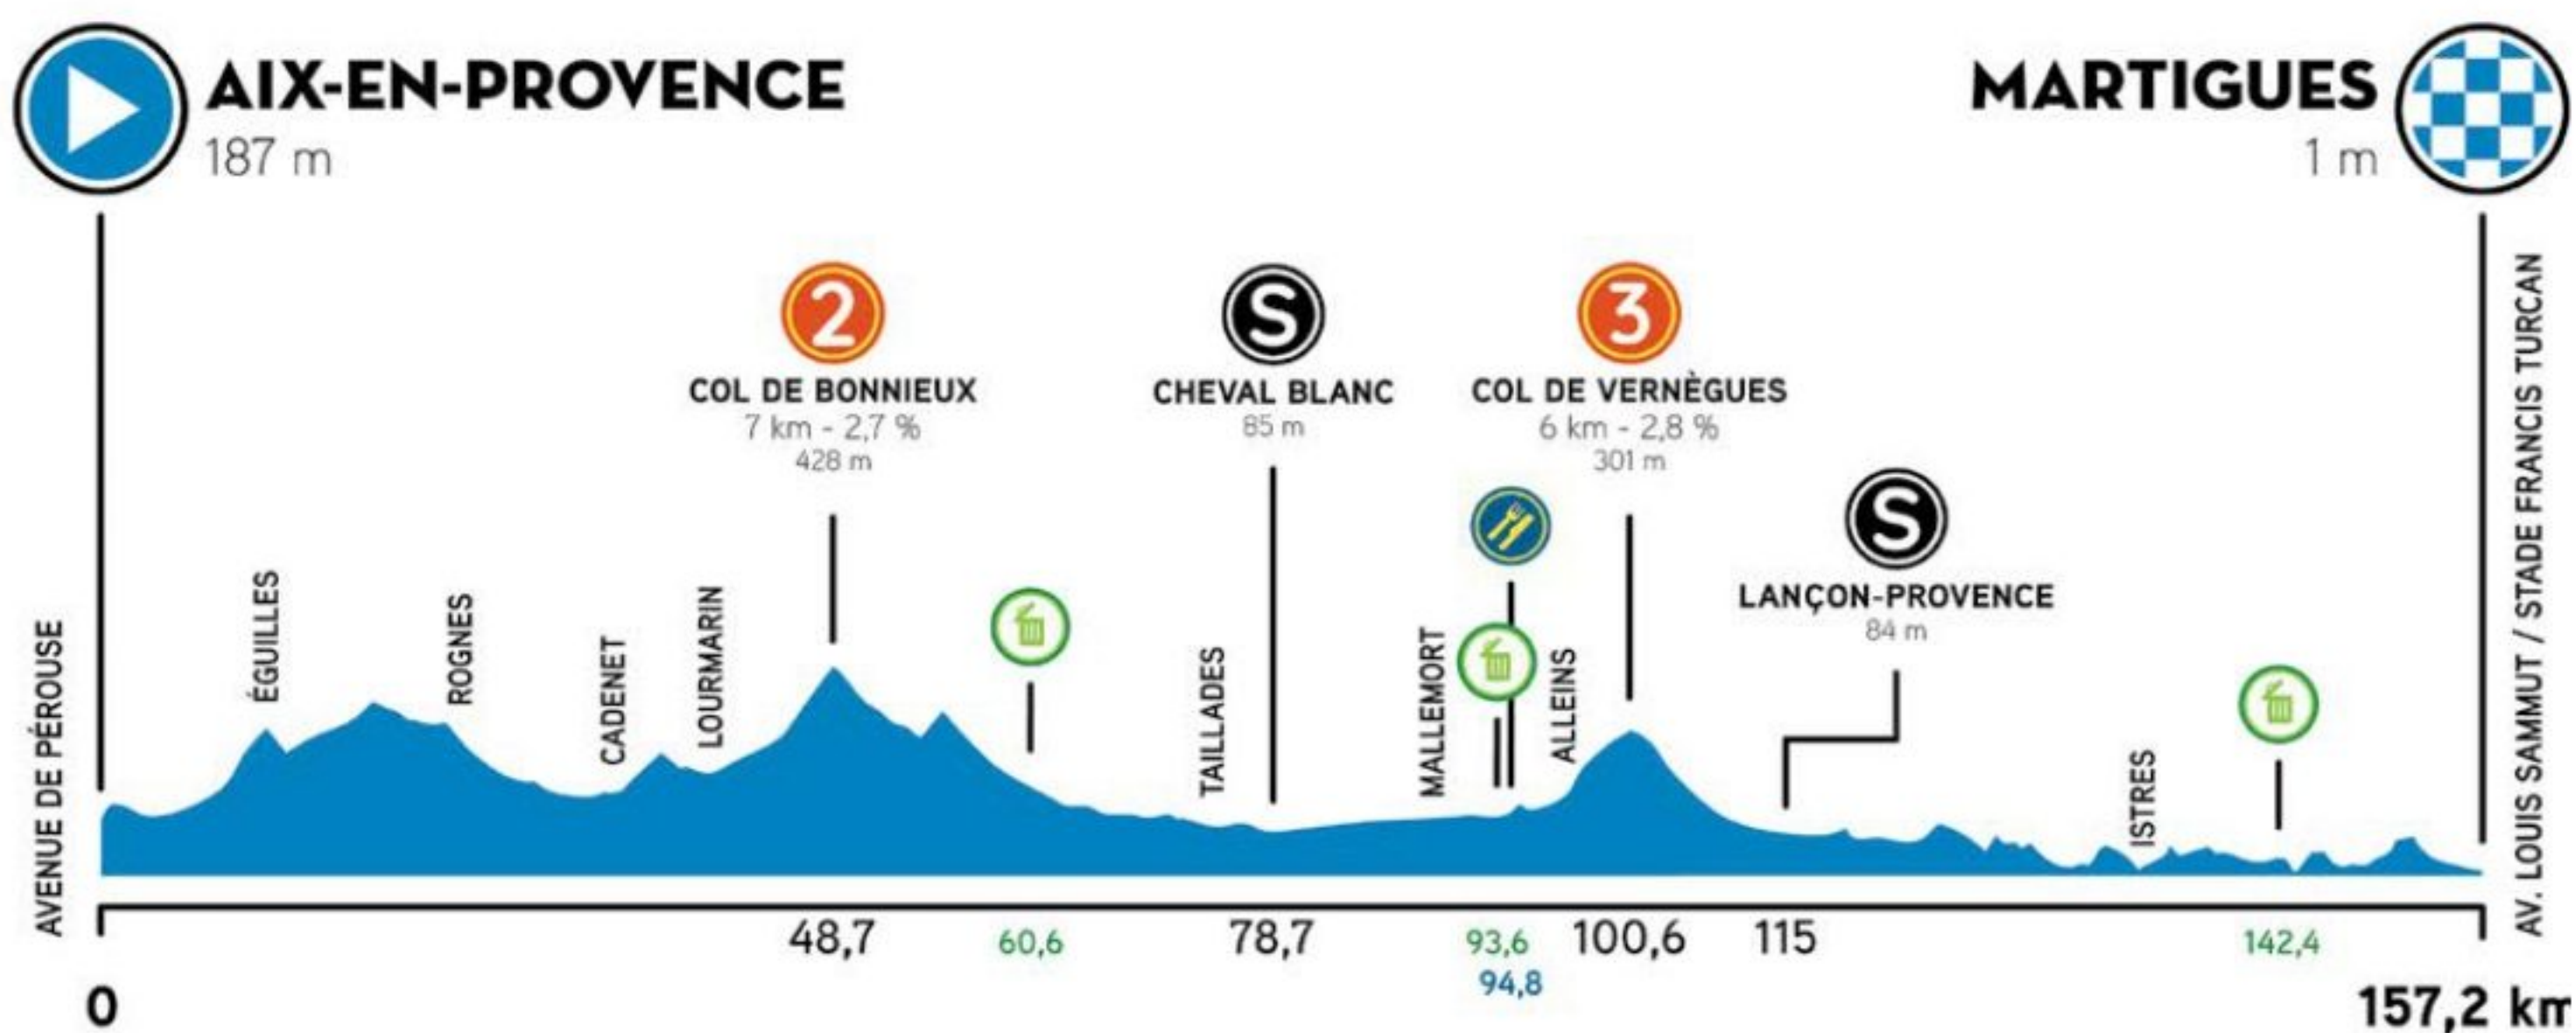 AIX-EN-PROVENCE
187 m
MARTIGUES
1 m
2
COL DE BONNIEUX
7 km - 2,7 %
428 m
S
CHEVAL BLANC
85 m
3
COL DE VERNÈGUES
6 km - 2,8 %
301 m
S
LANÇON-PROVENCE
84 m
AVENUE DE PÉROUSE
ÉGUILLES
ROGNES
CADENET
LOURMARIN
TAILLADES
MALLEMORT
ALLEINS
ISTRES
AV. LOUIS SAMMUT / STADE FRANCIS TURCAN
48,7
60,6
78,7
93,6
100,6
115
142,4
94,8
0
157,2 km